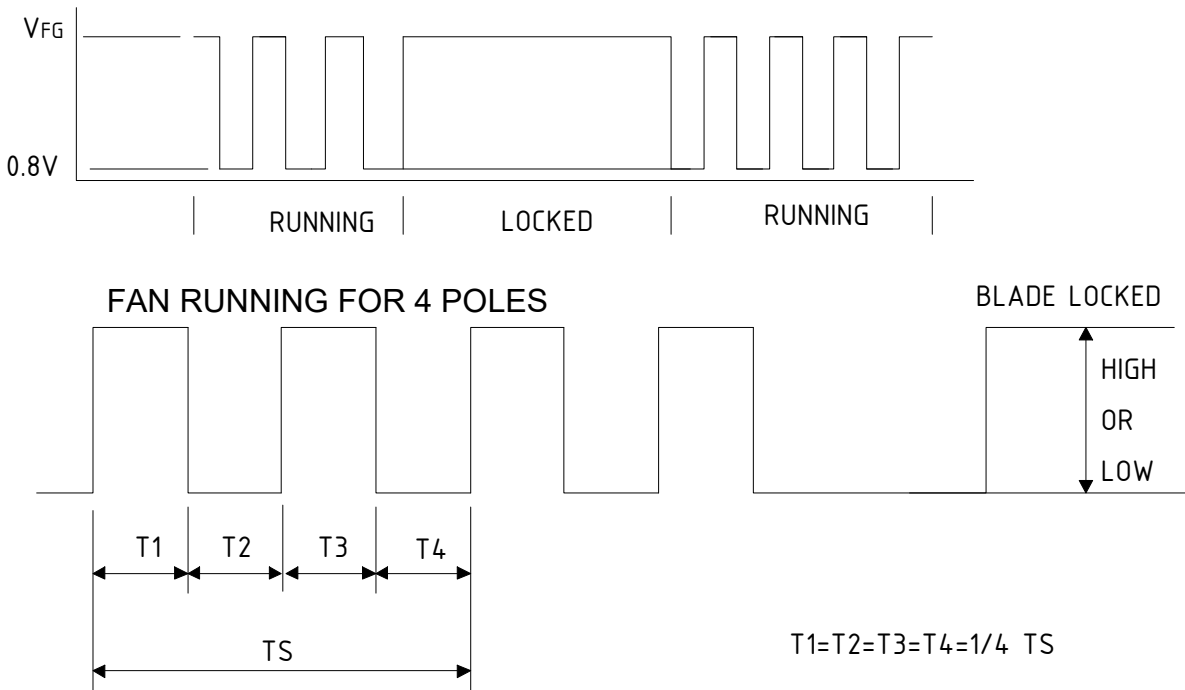 VFG
0.8V
RUNNING
LOCKED
RUNNING
FAN RUNNING FOR 4 POLES
BLADE LOCKED
HIGH
OR
LOW
T1
T2
T3
T4
TS
T1=T2=T3=T4=1/4 TS